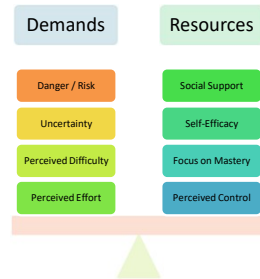 Demands
Resources
Danger / Risk
Social Support
Uncertainty
Self-Efficacy
Perceived Difficulty
Focus on Mastery
Perceived Effort
Perceived Control